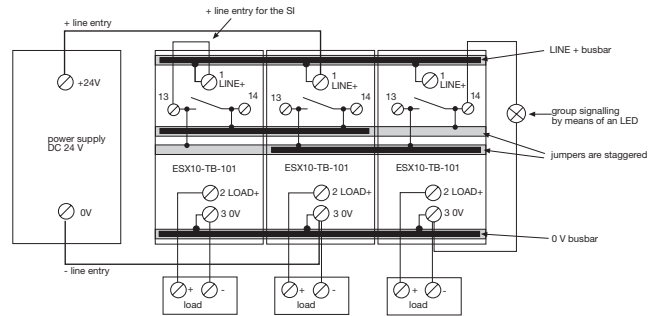 + line entry for the SI
+ line entry
LINE + busbar
+24V
1
LINE+
1
LINE+
1
LINE+
13
14
13
14
13
14
group signalling
by means of an LED
power supply
DC 24 V
jumpers are staggered
ESX10-TB-101
ESX10-TB-101
ESX10-TB-101
2 LOAD+
2 LOAD+
2 LOAD+
0V
3 0V
3 0V
3 0V
0 V busbar
- line entry
+
-
+
-
+
-
load
load
load